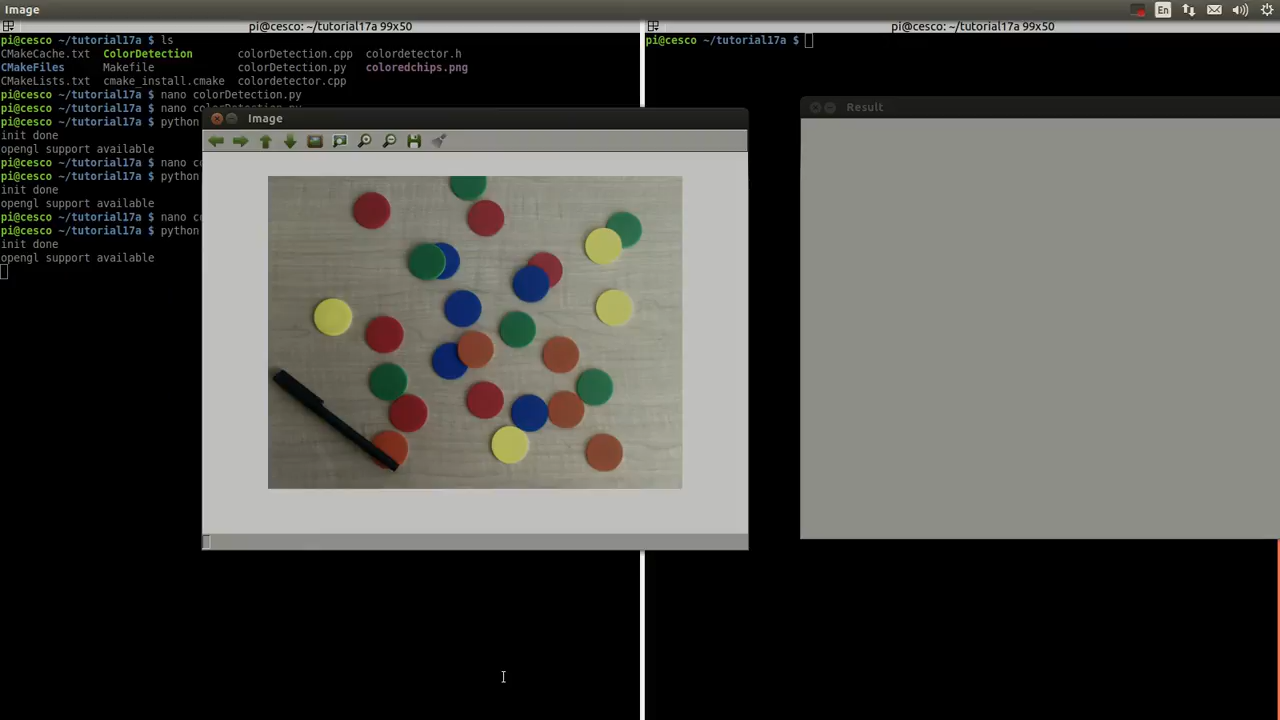 Image
En
pi@cesco: ~/tutorial17a 99x50
pi@cesco: ~/tutorial17a 99x50
pi@cesco ~/tutorial17a $ ls
CMakeCache.txt ColorDetection colorDetection.cpp colordetector.h
CMakeFiles Makefile colorDetection.py coloredchips.png
CMakeLists.txt cmake_install.cmake colordetector.cpp
pi@cesco ~/tutorial17a $ nano colorDetection.py
pi@cesco ~/tutorial17a $ nano colorDetection.py
pi@cesco ~/tutorial17a $ python
init done
opengl support available
pi@cesco ~/tutorial17a $ nano co
pi@cesco ~/tutorial17a $ python
init done
opengl support available
pi@cesco ~/tutorial17a $ nano co
pi@cesco ~/tutorial17a $ python
init done
opengl support available
pi@cesco ~/tutorial17a $
Image
Result